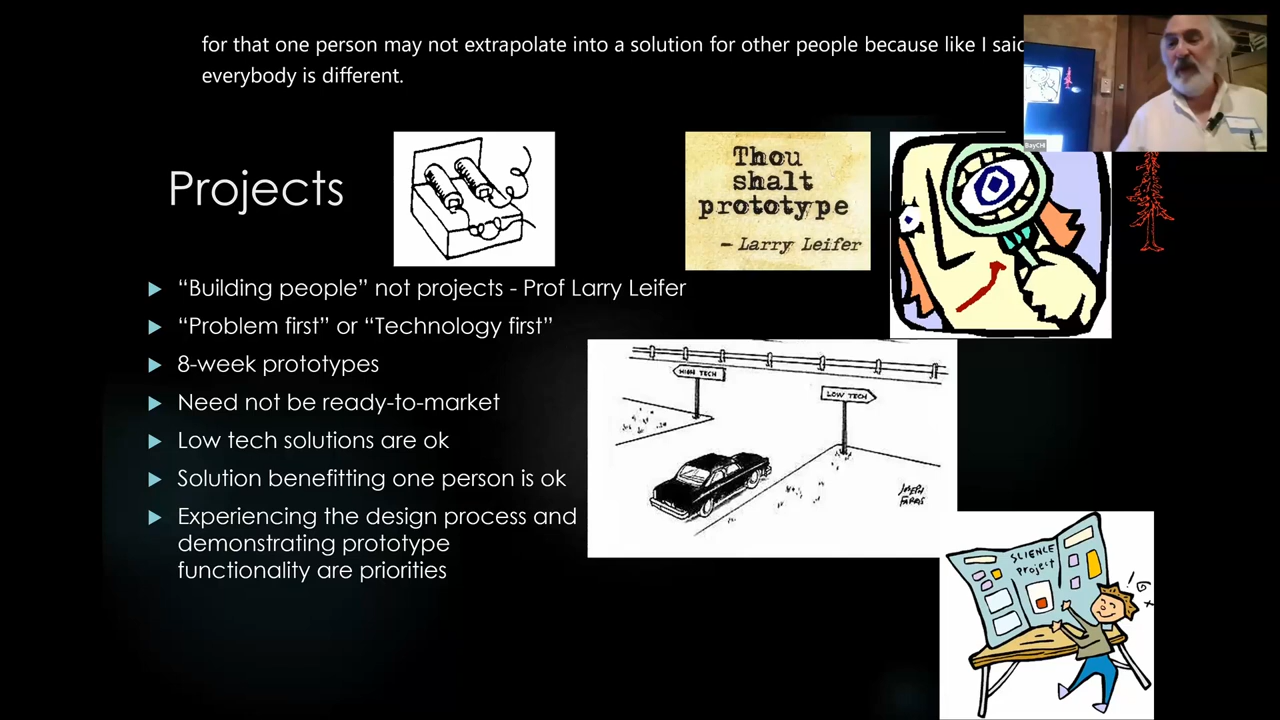 for that one person may not extrapolate into a solution for other people because like I said
everybody is different.
BayCHI
Projects
Thou
shalt
prototype
– Larry Leifer
“Building people” not projects - Prof Larry Leifer
“Problem first” or “Technology first”
8-week prototypes
Need not be ready-to-market
Low tech solutions are ok
Solution benefitting one person is ok
Experiencing the design process and
demonstrating prototype
functionality are priorities
HIGH TECH
LOW TECH
JOSEPH
FARRIS
SCIENCE
Project